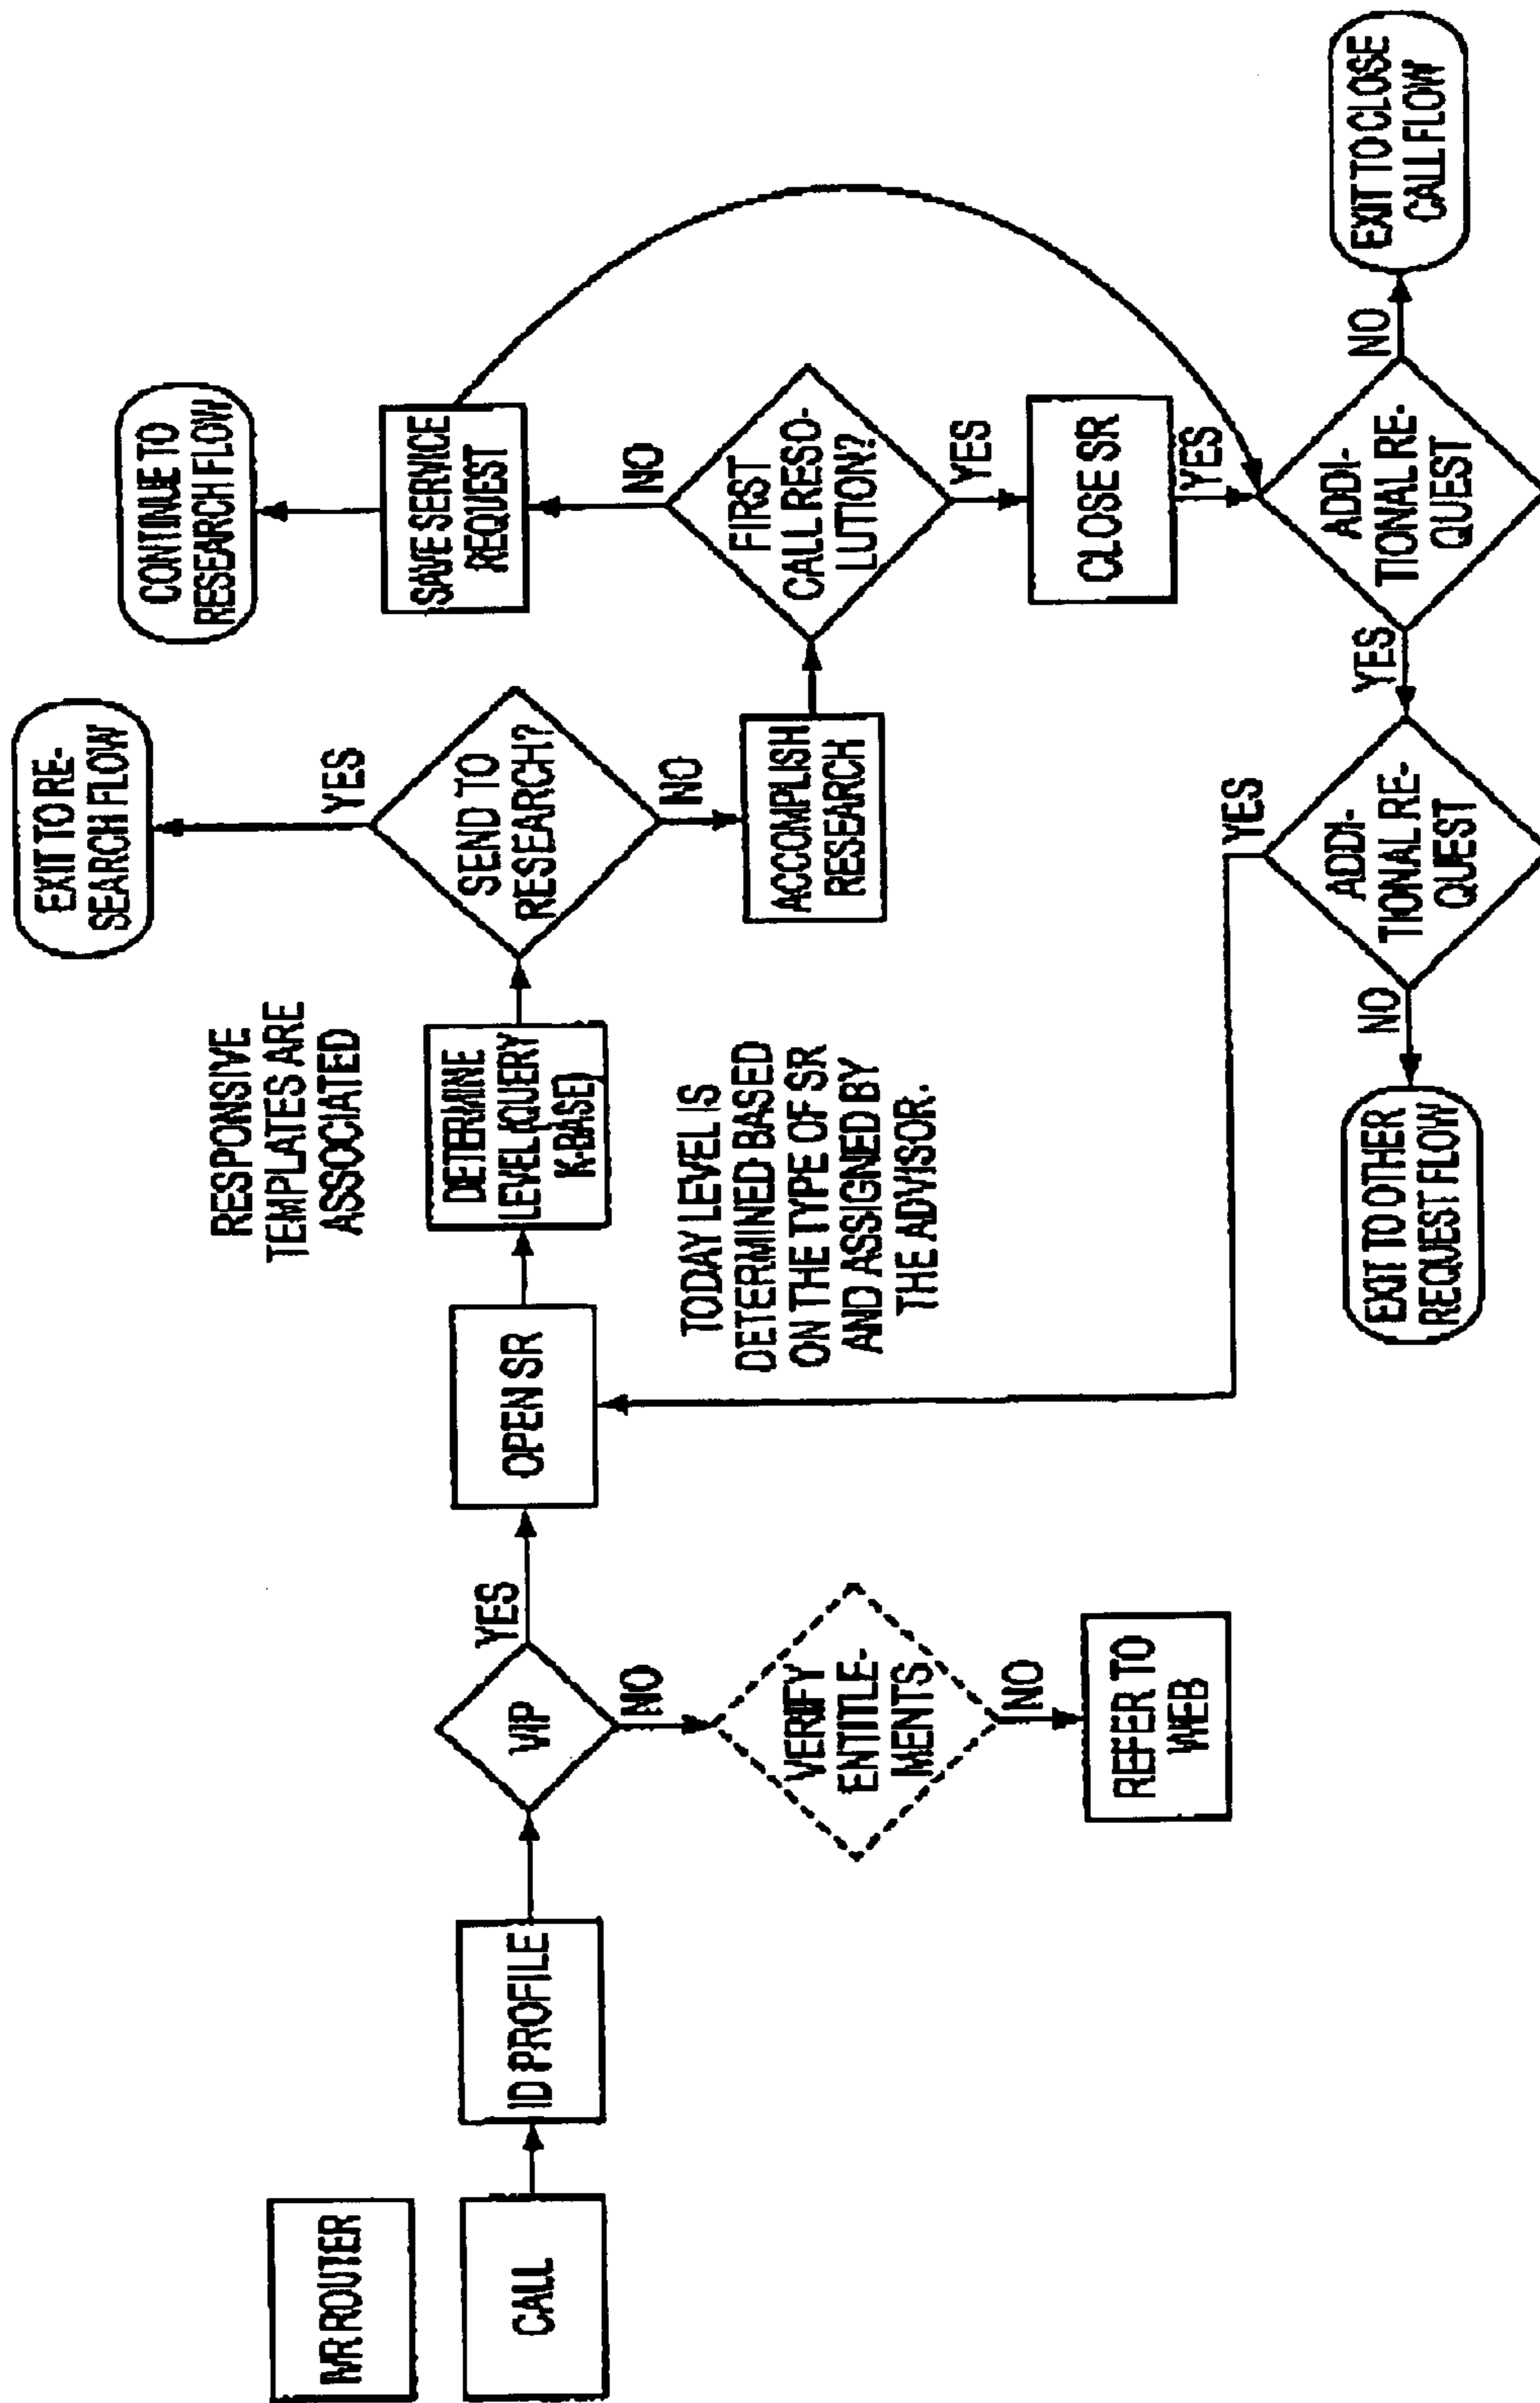 IVR ROUTER
CALL
ID PROFILE
VIP
YES
NO
VERIFY
ENTITLE-
MENTS
NO
REFER TO
WEB
OPEN SR
RESPONSIVE
TEMPLATES ARE
ASSOCIATED
DETERMINE
LEVEL (QUERY
K-BASE)
TODAY LEVEL IS
DETERMINED BASED
ON THE TYPE OF SR
AND ASSIGNED BY
THE ADVISOR.
SEND TO
RESEARCH?
YES
EXIT TO RE-
SEARCH FLOW
NO
ACCOMPLISH
RESEARCH
FIRST
CALL RESO-
LUTION?
NO
SAVE SERVICE
REQUEST
CONTINUE TO
RESEARCH FLOW
YES
CLOSE SR
YES
ADDI-
TIONAL RE-
QUEST
NO
EXIT TO CLOSE
CALL FLOW
YES
ADDI-
TIONAL RE-
QUEST
YES
NO
EXIT TO OTHER
REQUEST FLOW